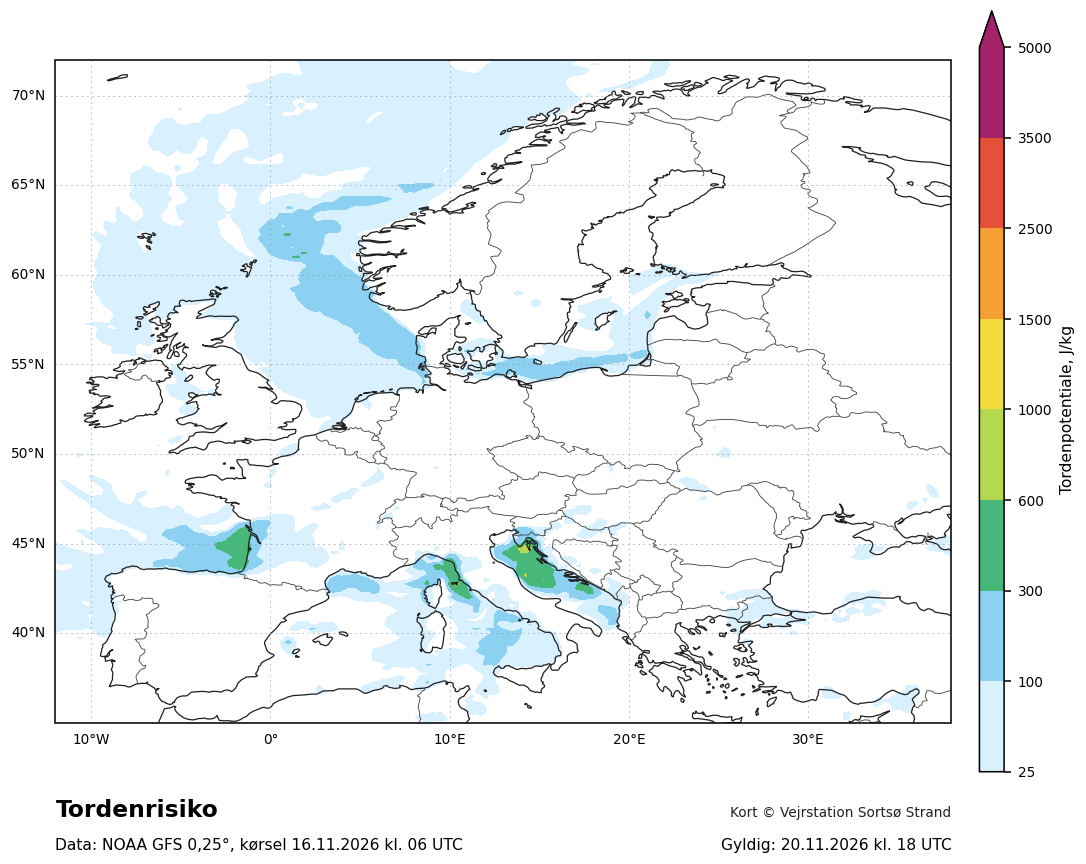 70°N
65°N
60°N
55°N
50°N
45°N
40°N
10°W
0°
10°E
20°E
30°E
5000
3500
2500
1500
1000
600
300
100
25
Tordenpotentiale, J/kg
Tordenrisiko
Kort © Vejrstation Sortsø Strand
Data: NOAA GFS 0,25°, kørsel 16.11.2026 kl. 06 UTC
Gyldig: 20.11.2026 kl. 18 UTC